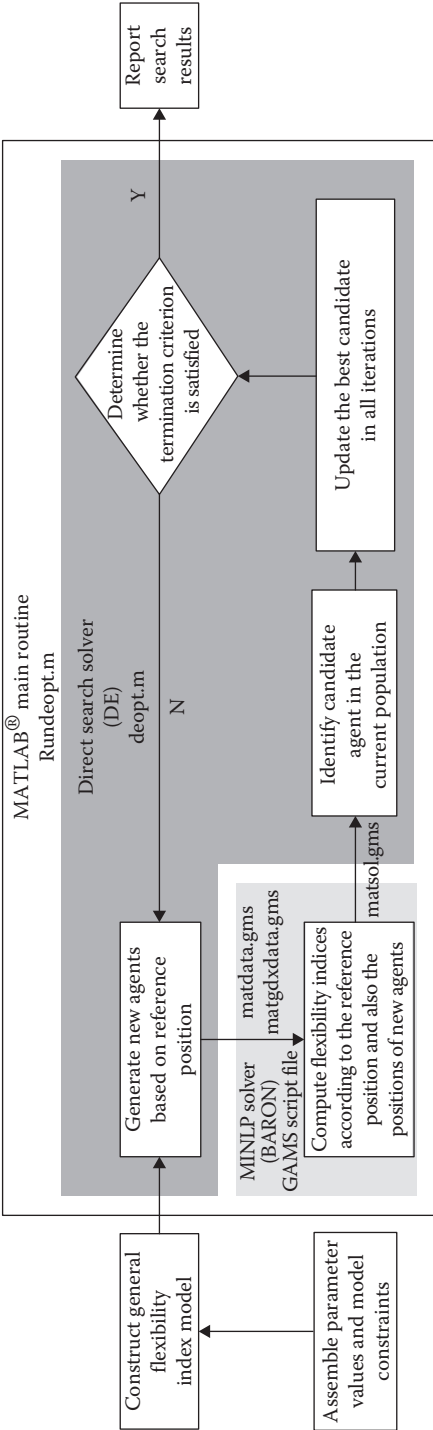 MATLAB® main routine
Rundeopt.m
Assemble parameter
values and model
constraints
Construct general
flexibility
index model
Generate new agents
based on reference
position
matdata.gms
matgdxdata.gms
MINLP solver
(BARON)
GAMS script file
Compute flexibility indices
according to the reference
position and also the
positions of new agents
matsol.gms
Identify candidate
agent in the
current population
Update the best candidate
in all iterations
Determine
whether the
termination criterion
is satisfied
N
Direct search solver
(DE)
deopt.m
Y
Report
search
results